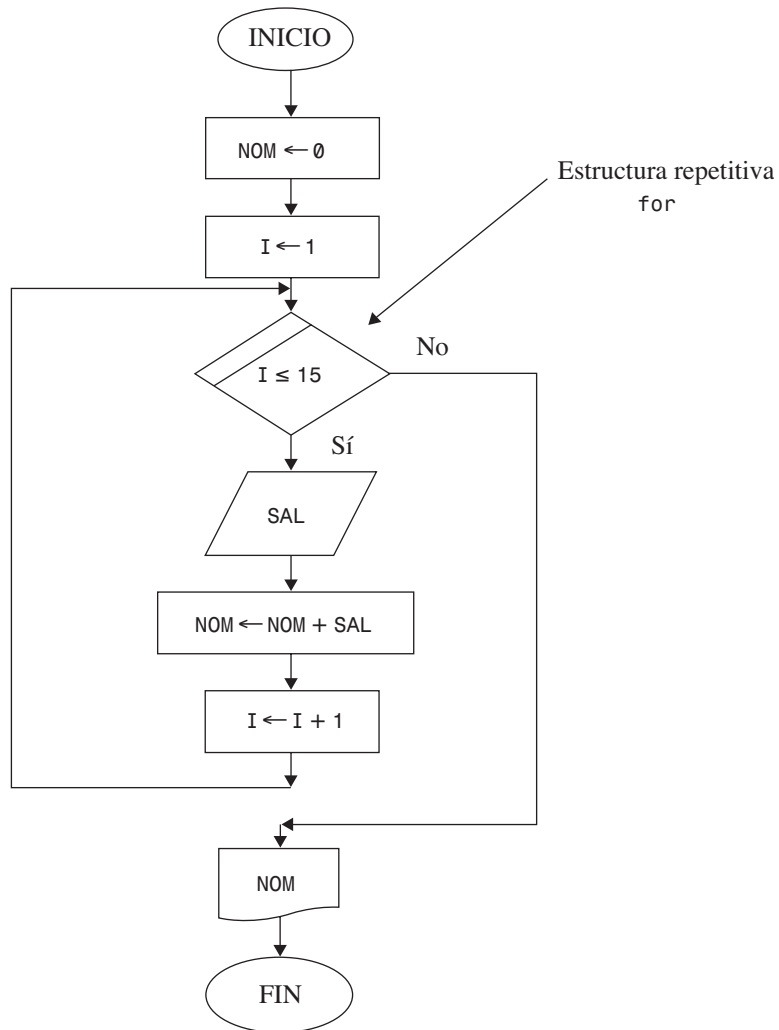 INICIO
NOM ← 0
Estructura repetitiva
for
I ← 1
No
I ≤ 15
Sí
SAL
NOM ← NOM + SAL
I ← I + 1
NOM
FIN